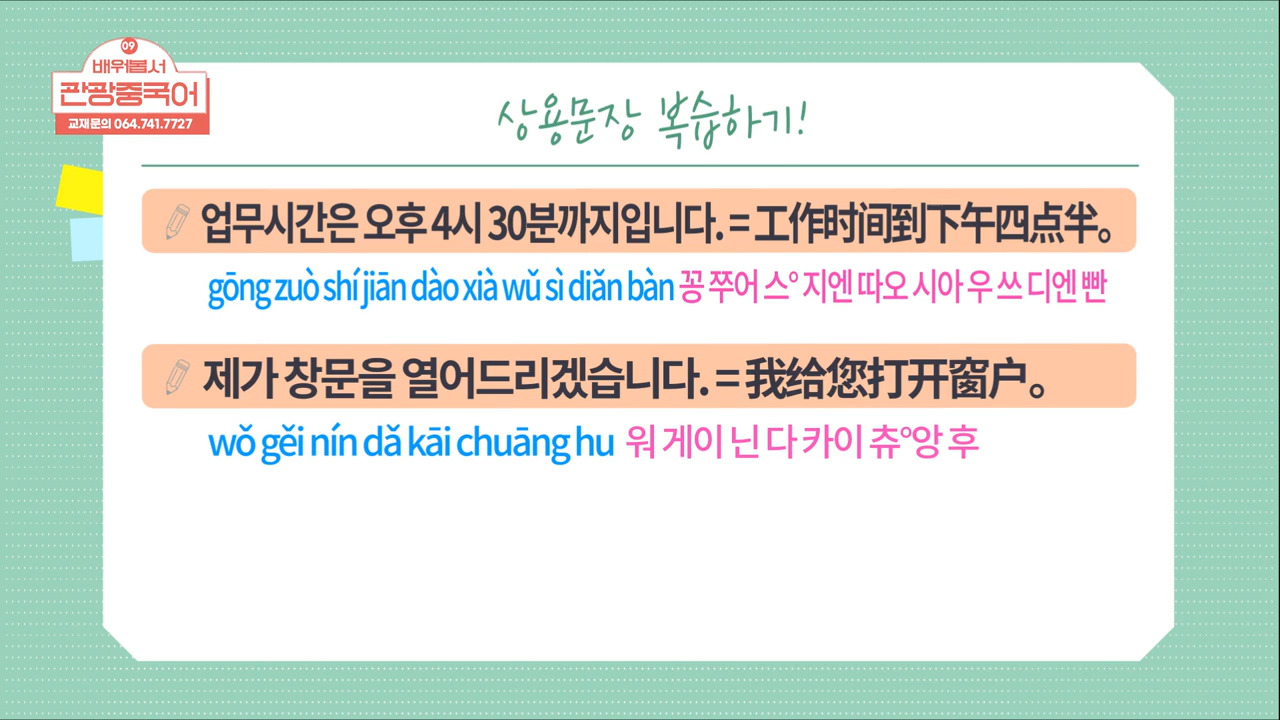 09
배워봅서
관광중국어
교재문의 064.741.7727
상용문장 복습하기!
업무시간은 오후 4시 30분까지입니다. = 工作时间到下午四点半。
gōng zuò shí jiān dào xià wǔ sì diǎn bàn 꽁 쭈어 스° 지엔 따오 시아 우 쓰 디엔 빤
제가 창문을 열어드리겠습니다. = 我给您打开窗户。
wǒ gěi nín dǎ kāi chuāng hu 워 게이 닌 다 카이 츄°앙 후